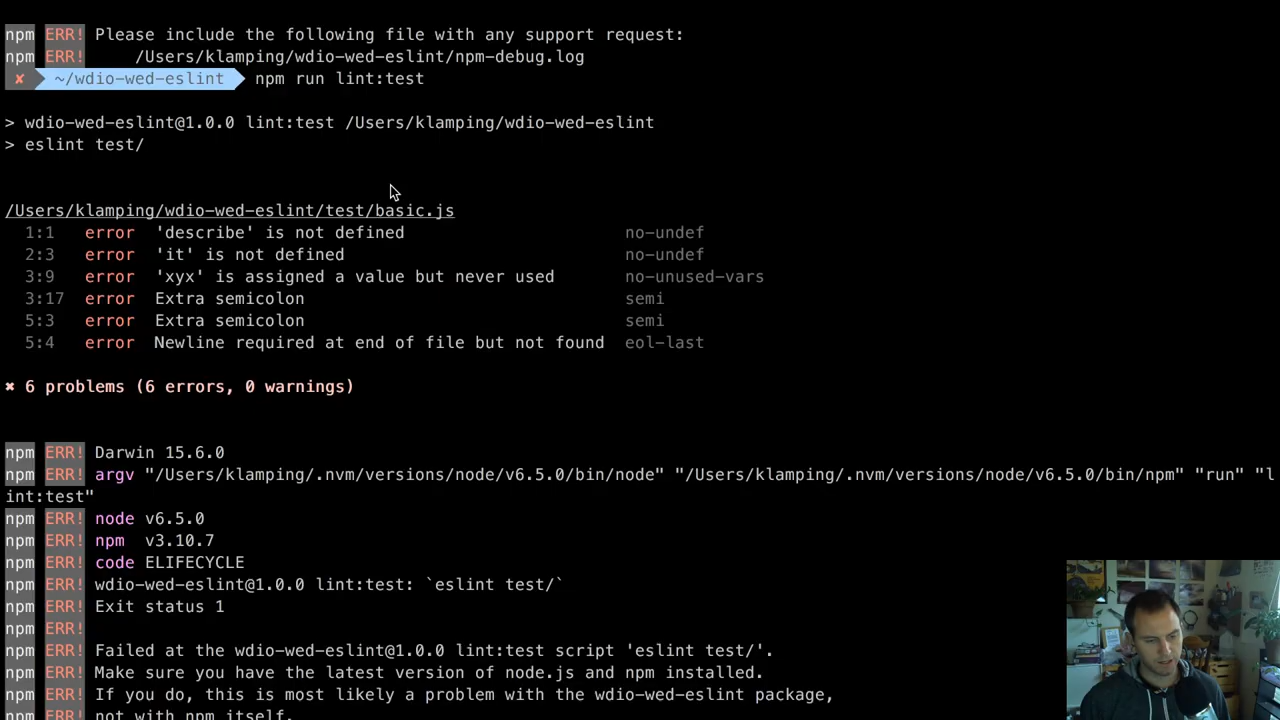 npm ERR! Please include the following file with any support request:
npm ERR!     /Users/klamping/wdio-wed-eslint/npm-debug.log
✘ ~/wdio-wed-eslint npm run lint:test
> wdio-wed-eslint@1.0.0 lint:test /Users/klamping/wdio-wed-eslint
> eslint test/
/Users/klamping/wdio-wed-eslint/test/basic.js
1:1 error 'describe' is not defined no-undef
2:3 error 'it' is not defined no-undef
3:9 error 'xyx' is assigned a value but never used no-unused-vars
3:17 error Extra semicolon semi
5:3 error Extra semicolon semi
5:4 error Newline required at end of file but not found eol-last
✖ 6 problems (6 errors, 0 warnings)
npm ERR! Darwin 15.6.0
npm ERR! argv "/Users/klamping/.nvm/versions/node/v6.5.0/bin/node" "/Users/klamping/.nvm/versions/node/v6.5.0/bin/npm" "run" "l
int:test"
npm ERR! node v6.5.0
npm ERR! npm  v3.10.7
npm ERR! code ELIFECYCLE
npm ERR! wdio-wed-eslint@1.0.0 lint:test: `eslint test/`
npm ERR! Exit status 1
npm ERR!
npm ERR! Failed at the wdio-wed-eslint@1.0.0 lint:test script 'eslint test/'.
npm ERR! Make sure you have the latest version of node.js and npm installed.
npm ERR! If you do, this is most likely a problem with the wdio-wed-eslint package,
npm ERR! not with npm itself.